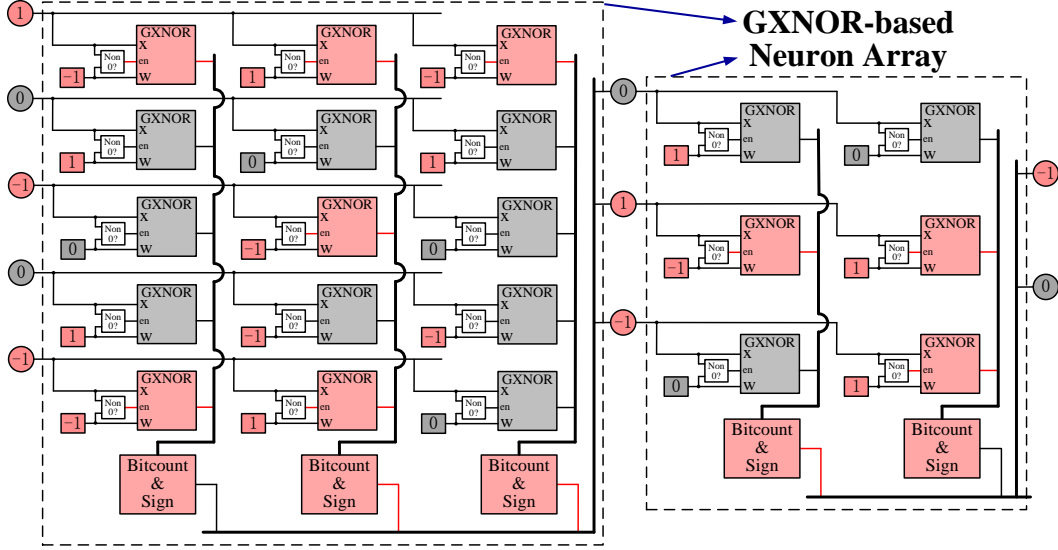 GXNOR-based
Neuron Array
1
GXNOR GXNOR GXNOR
X X X
Non 0? en Non 0? en Non 0? en
-1 W 1 W -1 W
0
GXNOR GXNOR GXNOR
X X X
Non 0? en Non 0? en Non 0? en
1 W 0 W 1 W
-1
GXNOR GXNOR GXNOR
X X X
Non 0? en Non 0? en Non 0? en
0 W -1 W 0 W
0
GXNOR GXNOR GXNOR
X X X
Non 0? en Non 0? en Non 0? en
1 W -1 W -1 W
-1
GXNOR GXNOR GXNOR
X X X
Non 0? en Non 0? en Non 0? en
-1 W 1 W 0 W
Bitcount Bitcount Bitcount
& & &
Sign Sign Sign
0
GXNOR GXNOR
X X
Non 0? en Non 0? en
1 W 0 W
1
GXNOR GXNOR
X X
Non 0? en Non 0? en
-1 W 1 W
-1
GXNOR GXNOR
X X
Non 0? en Non 0? en
0 W 1 W
Bitcount Bitcount
& &
Sign Sign
-1
0